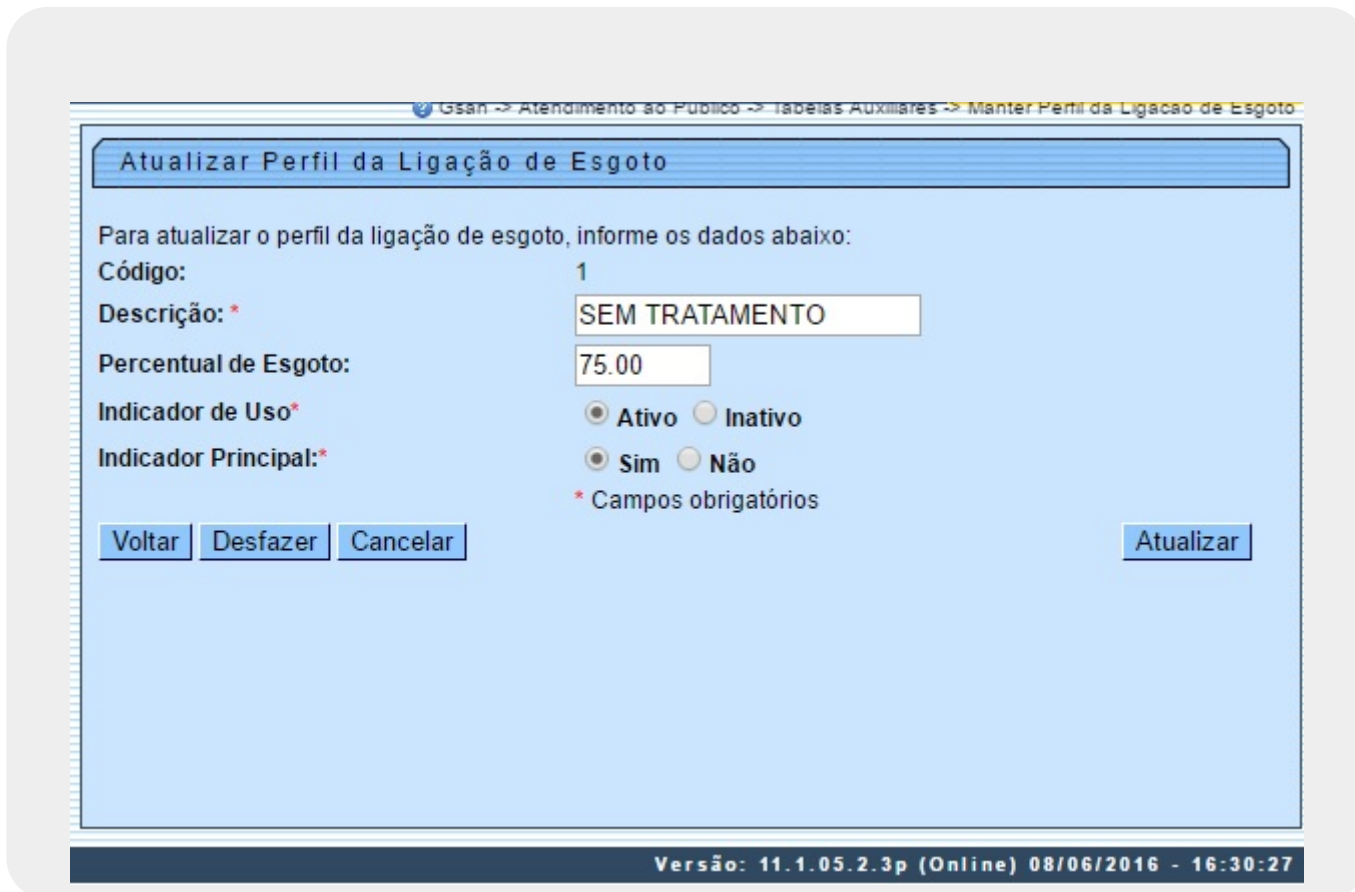 Gsan -> Atendimento ao Publico -> Tabelas Auxiliares -> Manter Perfil da Ligacao de Esgoto
Atualizar Perfil da Ligação de Esgoto
Para atualizar o perfil da ligação de esgoto, informe os dados abaixo:
Código: 1
Descrição: * SEM TRATAMENTO
Percentual de Esgoto: 75.00
Indicador de Uso* Ativo Inativo
Indicador Principal:* Sim Não
* Campos obrigatórios
Voltar Desfazer Cancelar Atualizar
Versão: 11.1.05.2.3p (Online) 08/06/2016 - 16:30:27